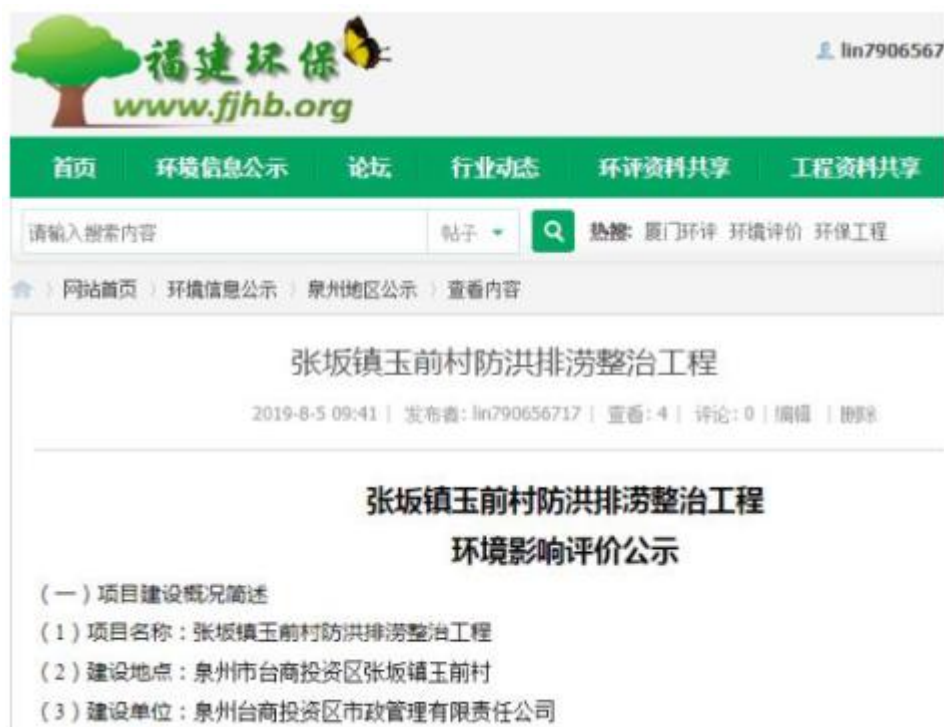 福建环保
www.fjhb.org
lin7906567
首页 环境信息公示 论坛 行业动态 环评资料共享 工程资料共享
请输入搜索内容 帖子 热搜: 厦门环评 环境评价 环保工程
网站首页 环境信息公示 泉州地区公示 查看内容
张坂镇玉前村防洪排涝整治工程
2019-8-5 09:41 | 发布者: lin790656717 | 查看: 4 | 评论: 0 | 编辑 | 删除
张坂镇玉前村防洪排涝整治工程
环境影响评价公示
(一)项目建设概况简述
(1)项目名称:张坂镇玉前村防洪排涝整治工程
(2)建设地点:泉州市台商投资区张坂镇玉前村
(3)建设单位:泉州台商投资区市政管理有限责任公司